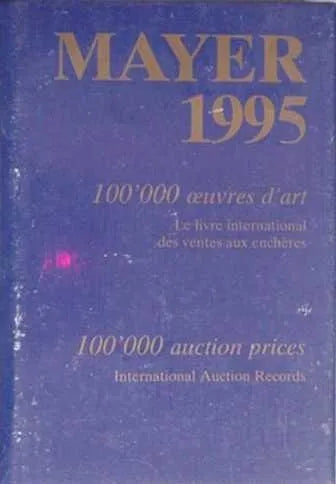 MAYER
1995
100'000 œuvres d'art
Le livre international
des ventes aux enchères
100'000 auction prices
International Auction Records